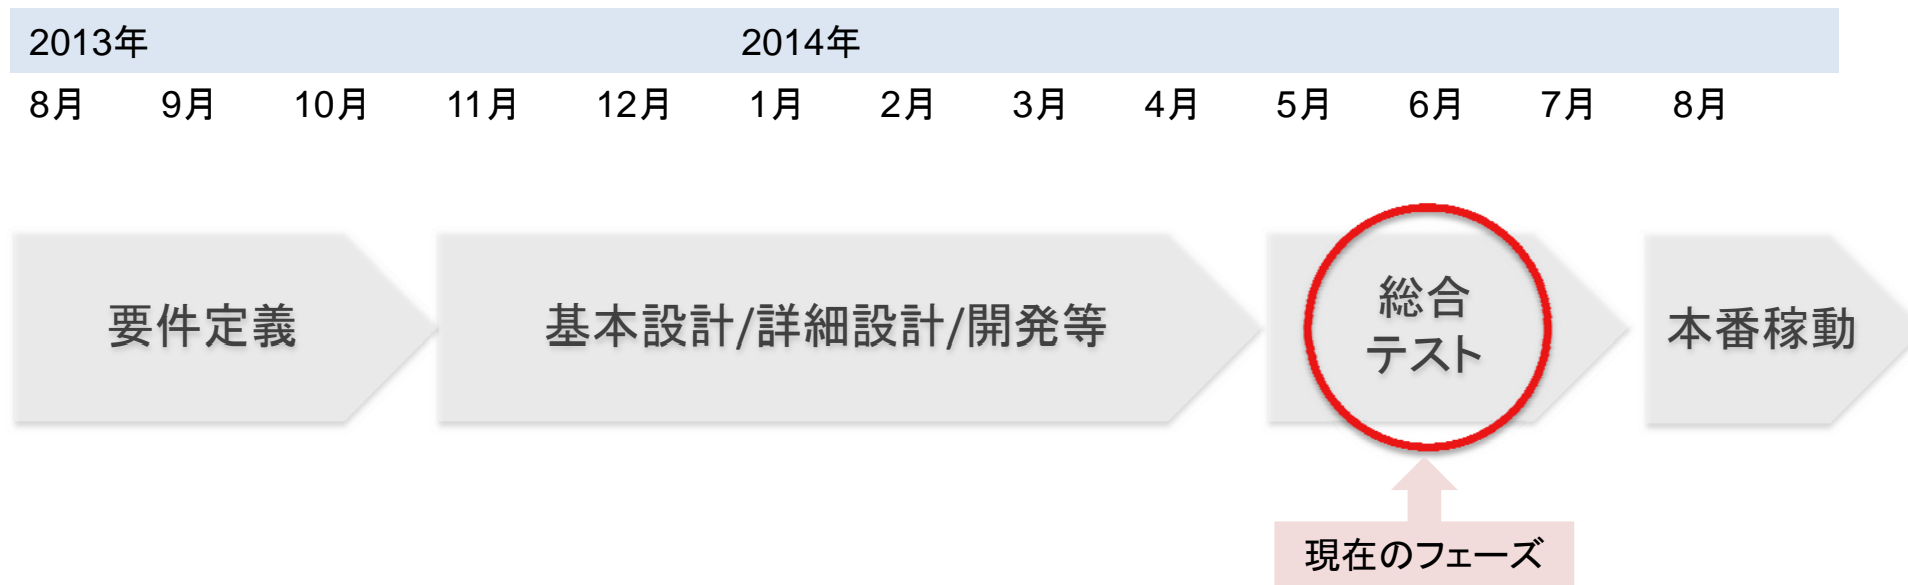 2013年 2014年
8月 9月 10月 11月 12月 1月 2月 3月 4月 5月 6月 7月 8月
要件定義
基本設計/詳細設計/開発等
総合
テスト
本番稼動
現在のフェーズ